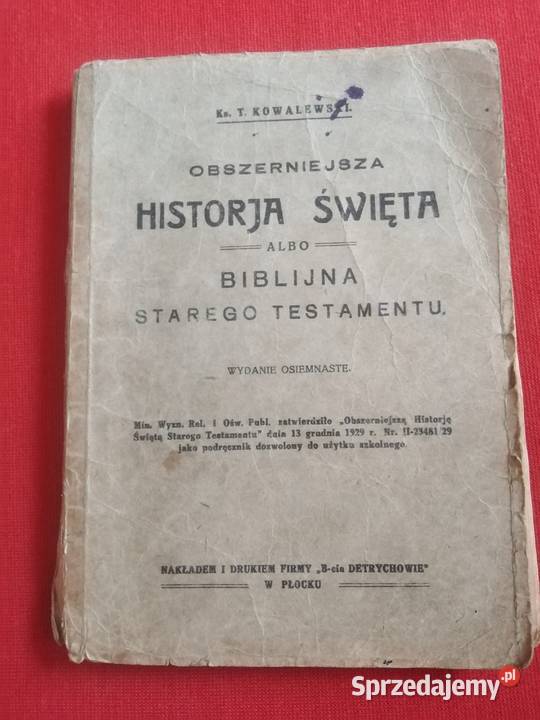 Ks. T. KOWALEWSKI.
OBSZERNIEJSZA
HISTORJA ŚWIĘTA
ALBO
BIBLIJNA
STAREGO TESTAMENTU.
WYDANIE OSIEMNASTE.
Min. Wyzn. Rel. i Ośw. Publ. zatwierdziło „Obszerniejszą Historję
Świętą Starego Testamentu" dnia 13 grudnia 1929 r. Nr. II-23481/29
jako podręcznik dozwolony do użytku szkolnego.
NAKŁADEM I DRUKIEM FIRMY „B-cia DETRYCHOWIE"
W PŁOCKU
Sprzedajemy.pl